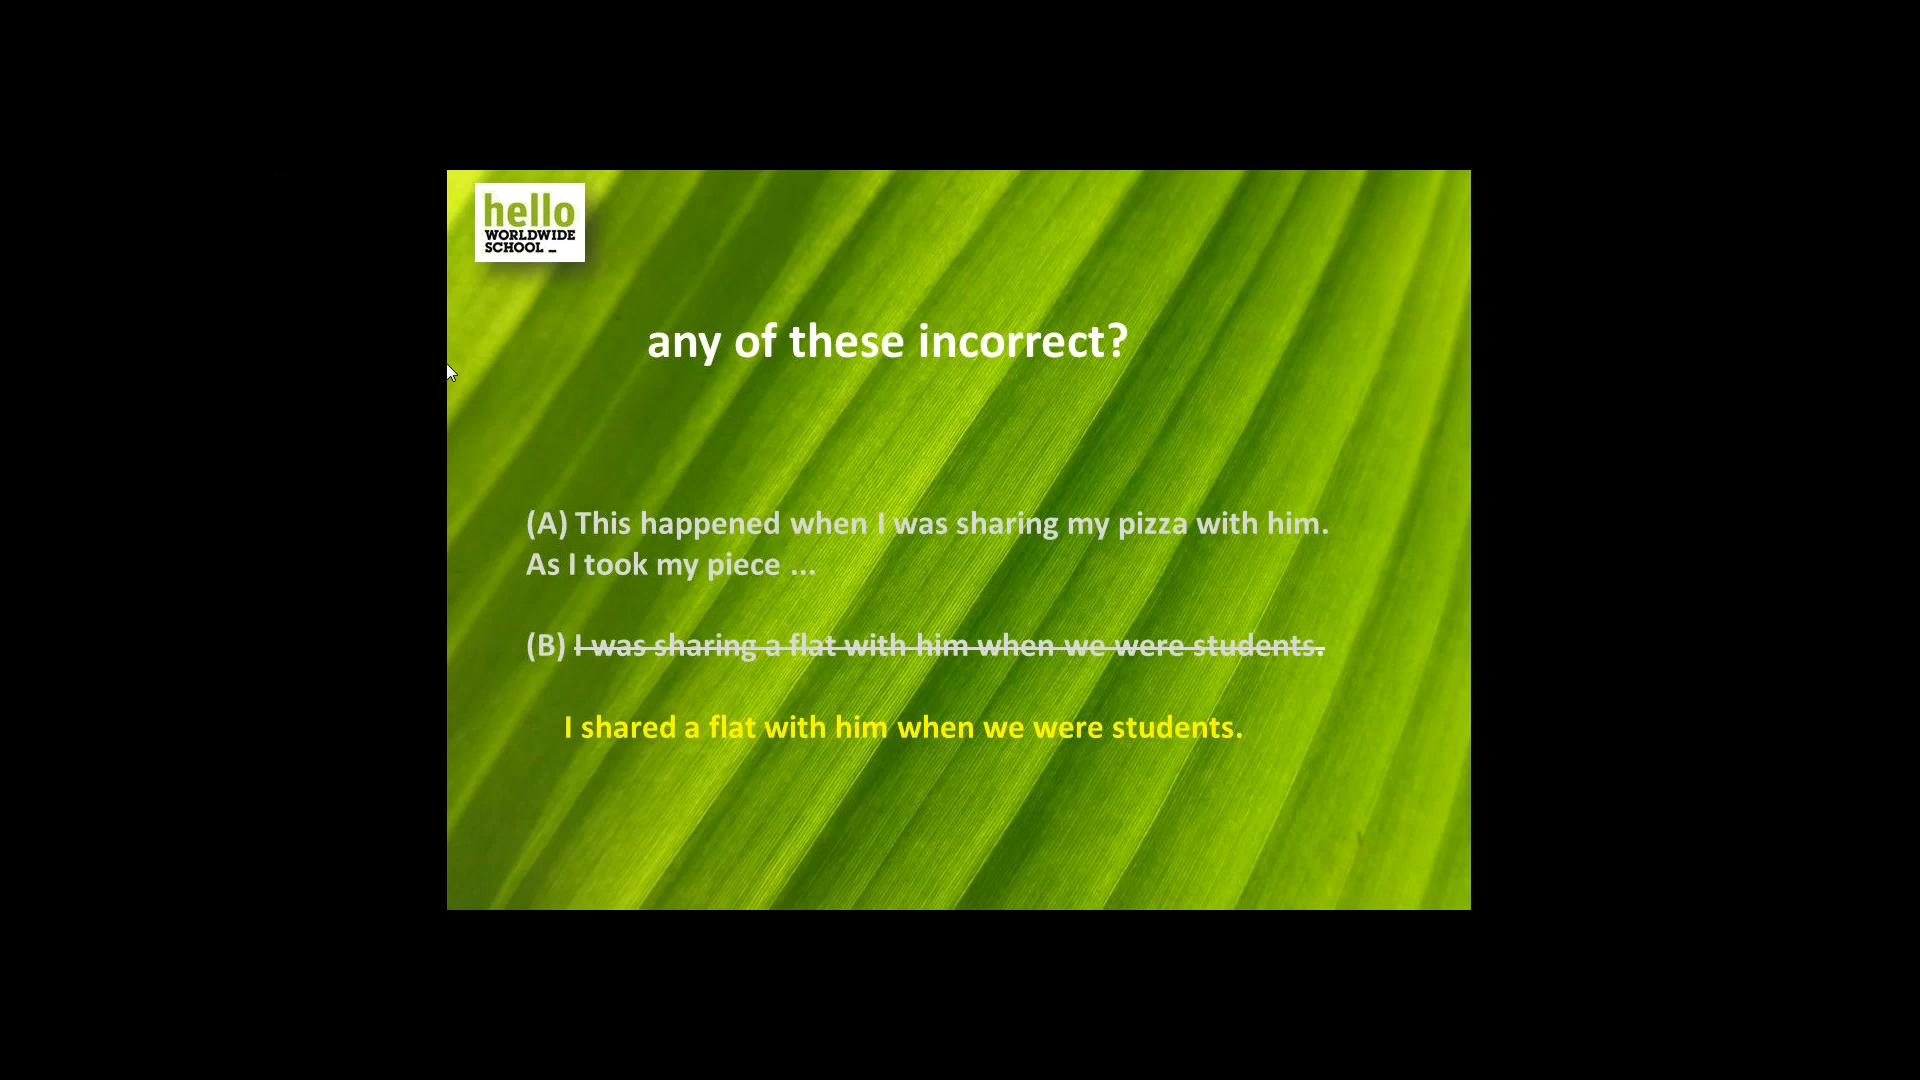 hello
WORLDWIDE
SCHOOL _
any of these incorrect?
(A) This happened when I was sharing my pizza with him.
As I took my piece ...
(B) I was sharing a flat with him when we were students.
I shared a flat with him when we were students.